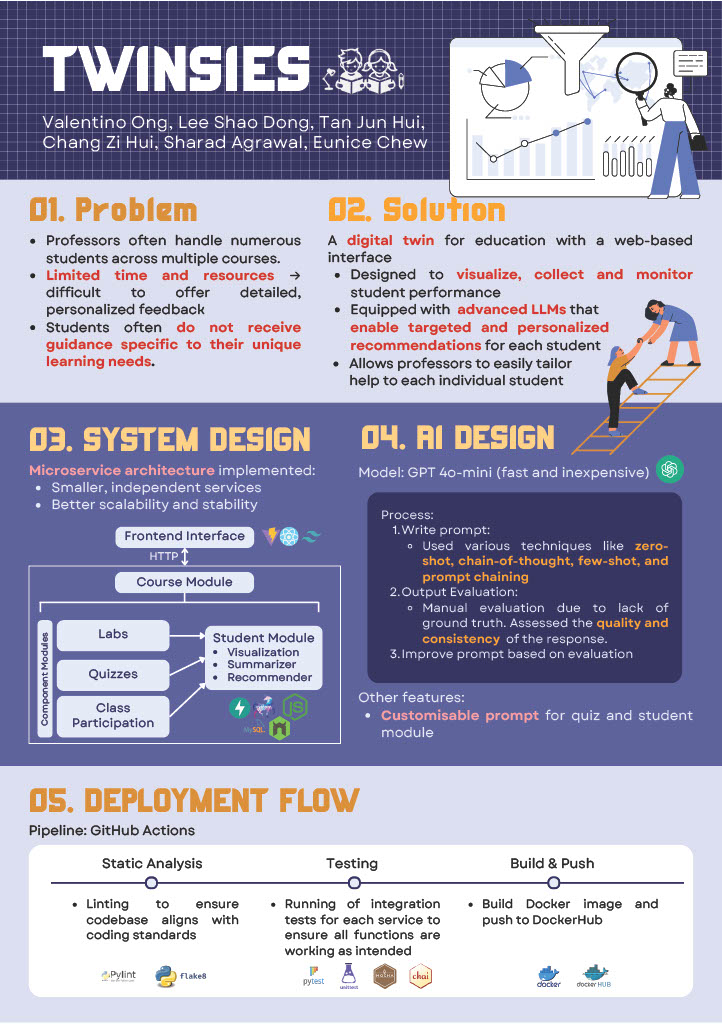 TWINSIES
Valentino Ong, Lee Shao Dong, Tan Jun Hui,
Chang Zi Hui, Sharad Agrawal, Eunice Chew
01. Problem
• Professors often handle numerous
students across multiple courses.
• Limited time and resources →
difficult to offer detailed,
personalized feedback
• Students often do not receive
guidance specific to their unique
learning needs.
02. Solution
A digital twin for education with a web-based
interface
• Designed to visualize, collect and monitor
student performance
• Equipped with advanced LLMs that
enable targeted and personalized
recommendations for each student
• Allows professors to easily tailor
help to each individual student
03. SYSTEM DESIGN
Microservice architecture implemented:
• Smaller, independent services
• Better scalability and stability
Frontend Interface
HTTP
Course Module
Component Modules
Labs
Quizzes
Class
Participation
Student Module
• Visualization
• Summarizer
• Recommender
MySQL
04. AI DESIGN
Model: GPT 4o-mini (fast and inexpensive)
Process:
1. Write prompt:
Used various techniques like zero-
shot, chain-of-thought, few-shot, and
prompt chaining
2. Output Evaluation:
Manual evaluation due to lack of
ground truth. Assessed the quality and
consistency of the response.
3. Improve prompt based on evaluation
Other features:
• Customisable prompt for quiz and student
module
05. DEPLOYMENT FLOW
Pipeline: GitHub Actions
Static Analysis
• Linting to ensure
codebase aligns with
coding standards
Pylint
flake8
Testing
• Running of integration
tests for each service to
ensure all functions are
working as intended
pytest
unittest
MOCHA
chai
Build & Push
• Build Docker image and
push to DockerHub
docker
docker HUB